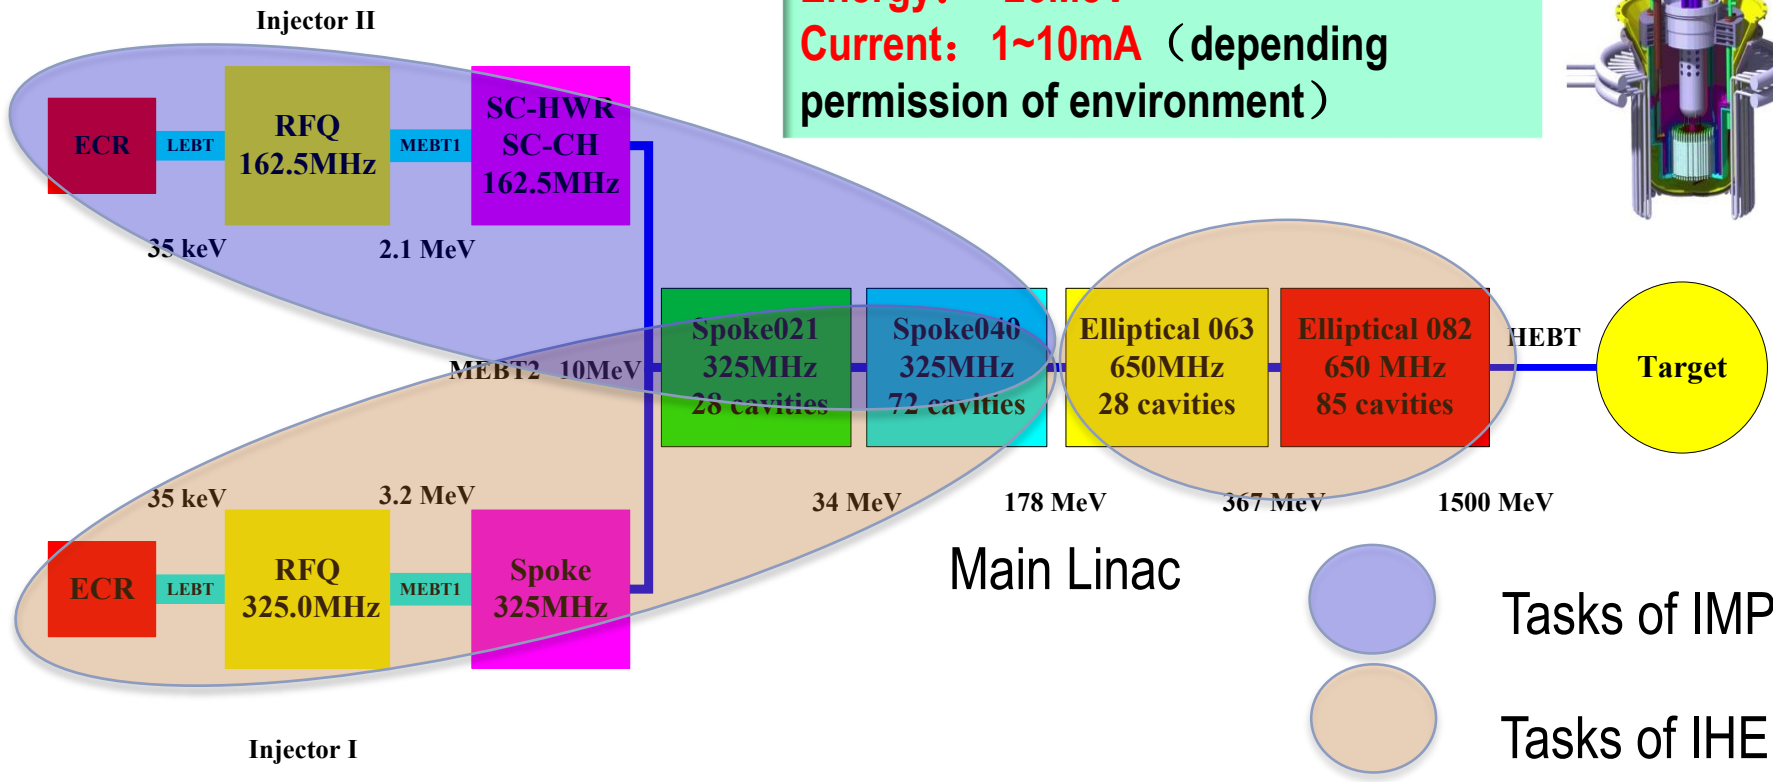 Injector II
Current： 1~10mA（depending
permission of environment）
ECR
LEBT
RFQ
162.5MHz
MEBT1
SC-HWR
SC-CH
162.5MHz
35 keV
2.1 MeV
MEBT2
10MeV
Spoke021
325MHz
28 cavities
Spoke040
325MHz
72 cavities
Elliptical 063
650MHz
28 cavities
Elliptical 082
650 MHz
85 cavities
HEBT
Target
35 keV
3.2 MeV
34 MeV
178 MeV
367 MeV
1500 MeV
ECR
LEBT
RFQ
325.0MHz
MEBT1
Spoke
325MHz
Main Linac
Tasks of IMP
Tasks of IHE
Injector I